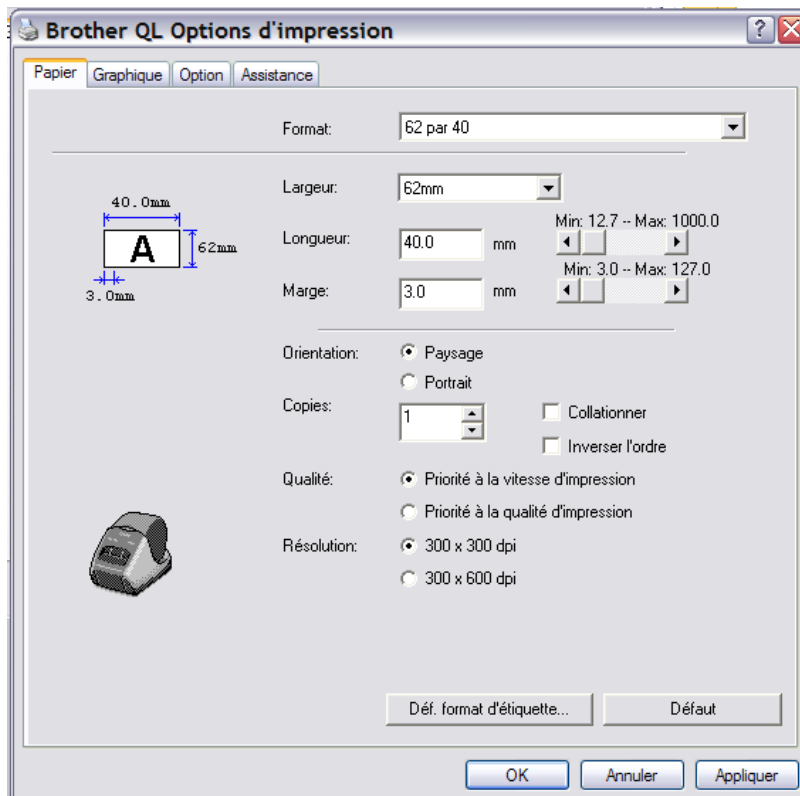 Brother QL Options d'impression
Papier Graphique Option Assistance
Format: 62 par 40
Largeur: 62mm
40.0mm
A 62mm
3.0mm
Min: 12.7 -- Max: 1000.0
Longueur: 40.0 mm
Min: 3.0 -- Max: 127.0
Marge: 3.0 mm
Orientation: Paysage
Portrait
Copies: 1 Collationner
Inverser l'ordre
Qualité: Priorité à la vitesse d'impression
Priorité à la qualité d'impression
Résolution: 300 x 300 dpi
300 x 600 dpi
Déf. format d'étiquette... Défaut
OK Annuler Appliquer